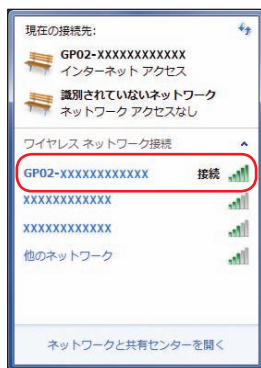 現在の接続先:
GP02-XXXXXXXXXXXX
インターネット アクセス
識別されていないネットワーク
ネットワーク アクセスなし
ワイヤレス ネットワーク接続
GP02-XXXXXXXXXXXX 接続
XXXXXXXXXXXX
XXXXXXXXXXXX
他のネットワーク
ネットワークと共有センターを開く